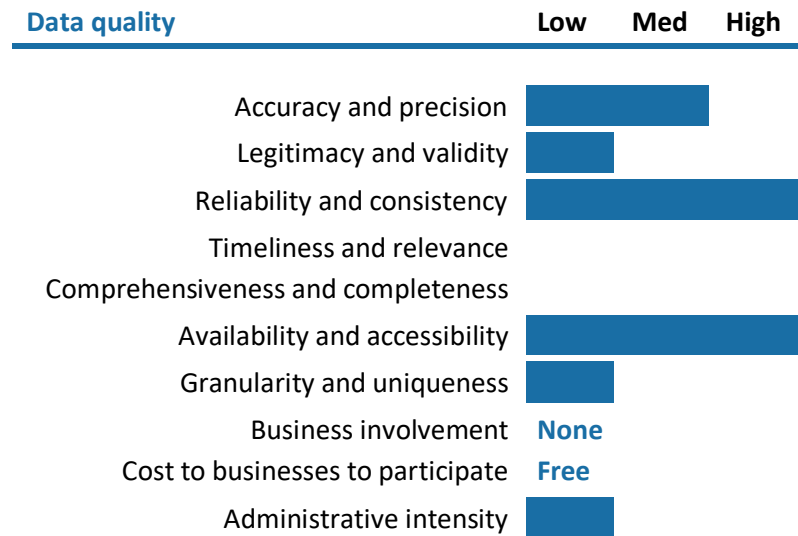 Data quality Low Med High
Accuracy and precision
Legitimacy and validity
Reliability and consistency
Timeliness and relevance
Comprehensiveness and completeness
Availability and accessibility
Granularity and uniqueness
Business involvement None
Cost to businesses to participate Free
Administrative intensity